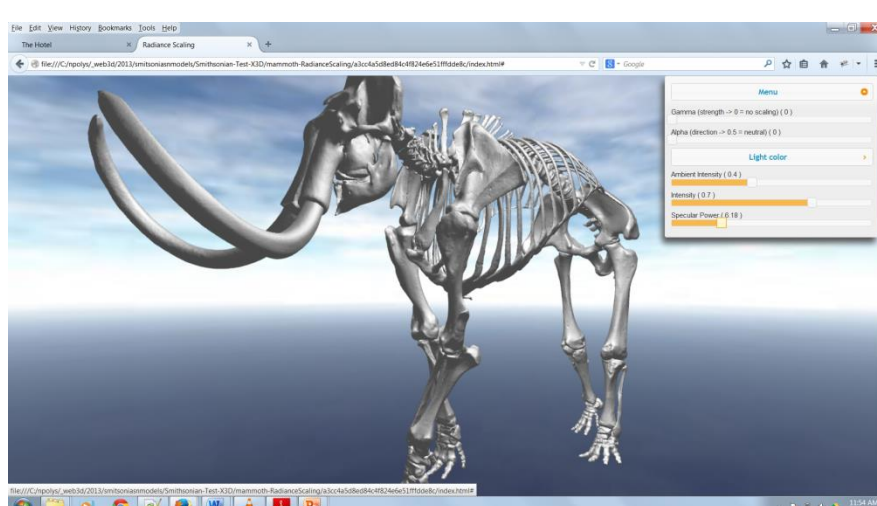 File Edit View History Bookmarks Tools Help
The Hotel × Radiance Scaling × +
file:///C:/npolys/_web3d/2013/smitsoniasnmodels/Smithsonian-Test-X3D/mammoth-RadianceScaling/a3cc4a5d8ed84c4f824e6e51fffdde8c/index.html# Google
Menu
Gamma (strength -> 0 = no scaling) ( 0 )
Alpha (direction -> 0.5 = neutral) ( 0 )
Light color
Ambient Intensity ( 0.4 )
Intensity ( 0.7 )
Specular Power ( 6.18 )
file:///C:/npolys/_web3d/2013/smitsoniasnmodels/Smithsonian-Test-X3D/mammoth-RadianceScaling/a3cc4a5d8ed84c4f824e6e51fffdde8c/index.html#
11:54 AM